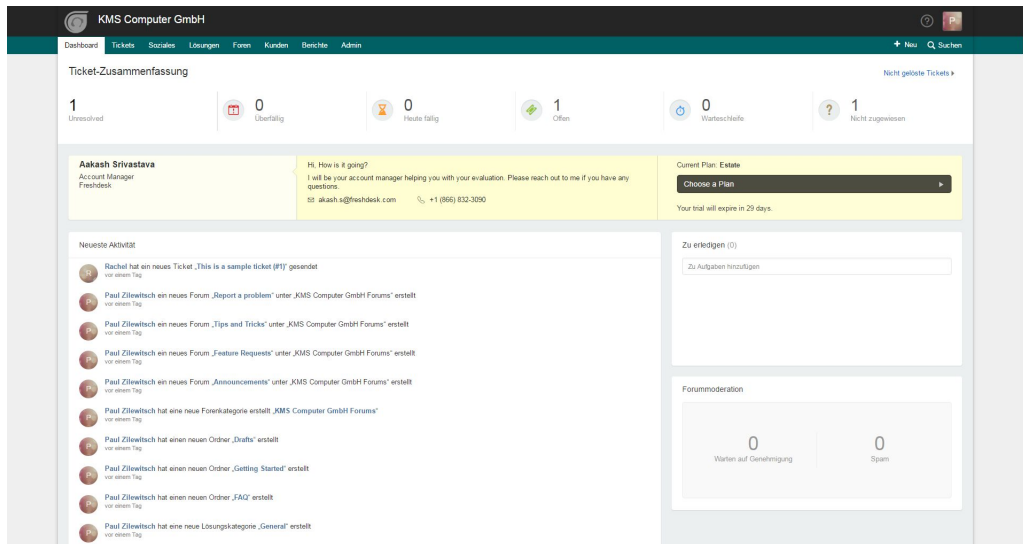 KMS Computer GmbH
Dashboard Tickets Soziales Lösungen Foren Kunden Berichte Admin
+ Neu Suchen
Ticket-Zusammenfassung
Nicht gelöste Tickets
1
Unresolved
0
Überfällig
0
Heute fällig
1
Offen
0
Warteschleife
1
Nicht zugewiesen
Aakash Srivastava
Account Manager
Freshdesk
Hi, How is it going?
I will be your account manager helping you with your evaluation. Please reach out to me if you have any
questions.
akash.s@freshdesk.com +1 (866) 832-3090
Current Plan: Estate
Choose a Plan
Your trial will expire in 29 days.
Neueste Aktivität
R
Rachel hat ein neues Ticket „This is a sample ticket (#1)" gesendet
vor einem Tag
P
Paul Zilewitsch ein neues Forum „Report a problem" unter „KMS Computer GmbH Forums" erstellt
vor einem Tag
P
Paul Zilewitsch ein neues Forum „Tips and Tricks" unter „KMS Computer GmbH Forums" erstellt
vor einem Tag
P
Paul Zilewitsch ein neues Forum „Feature Requests" unter „KMS Computer GmbH Forums" erstellt
vor einem Tag
P
Paul Zilewitsch ein neues Forum „Announcements" unter „KMS Computer GmbH Forums" erstellt
vor einem Tag
P
Paul Zilewitsch hat eine neue Forenkategorie erstellt „KMS Computer GmbH Forums"
vor einem Tag
P
Paul Zilewitsch hat einen neuen Ordner „Drafts" erstellt
vor einem Tag
P
Paul Zilewitsch hat einen neuen Ordner „Getting Started" erstellt
vor einem Tag
P
Paul Zilewitsch hat einen neuen Ordner „FAQ" erstellt
vor einem Tag
P
Paul Zilewitsch hat eine neue Lösungskategorie „General" erstellt
vor einem Tag
Zu erledigen (0)
Zu Aufgaben hinzufügen
Forummoderation
0
Warten auf Genehmigung
0
Spam